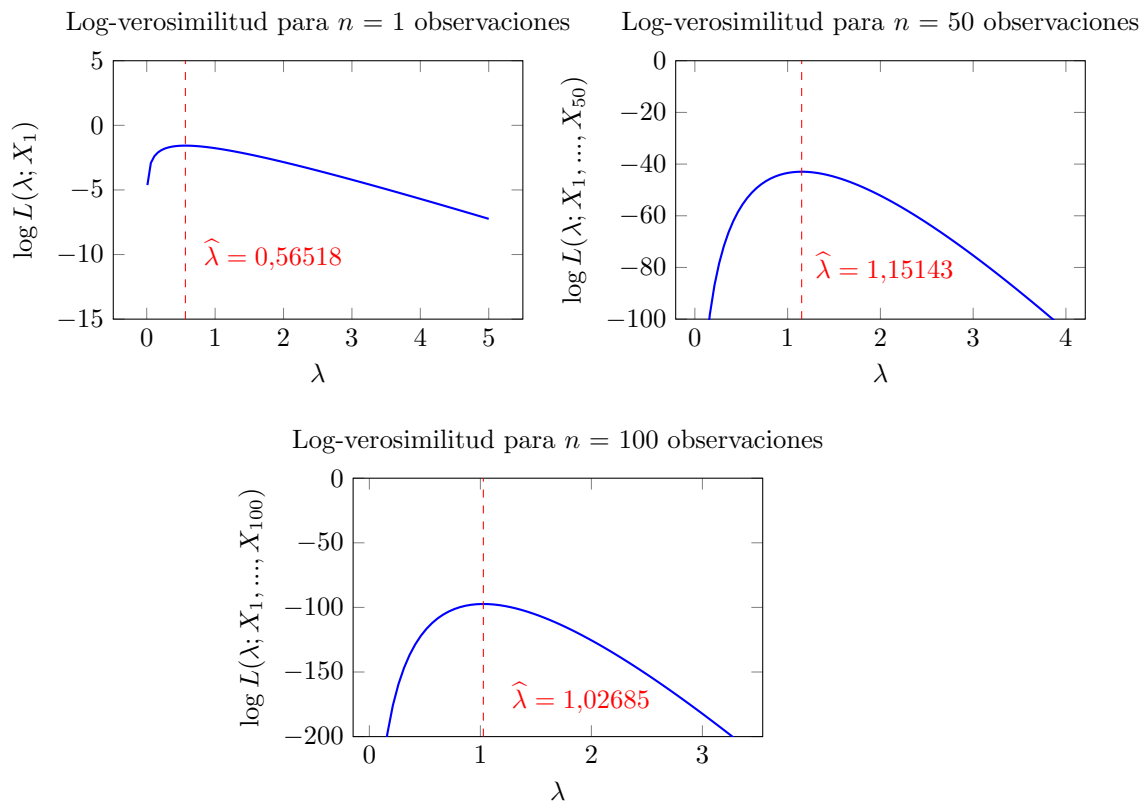 Log-verosimilitud para n = 1 observaciones
5
0
−5
−10
−15
log L(λ; X₁)
λ̂ = 0,56518
0 1 2 3 4 5
λ
Log-verosimilitud para n = 50 observaciones
0
−20
−40
−60
−80
−100
log L(λ; X₁, ..., X₅₀)
λ̂ = 1,15143
0 1 2 3 4
λ
Log-verosimilitud para n = 100 observaciones
0
−50
−100
−150
−200
log L(λ; X₁, ..., X₁₀₀)
λ̂ = 1,02685
0 1 2 3
λ